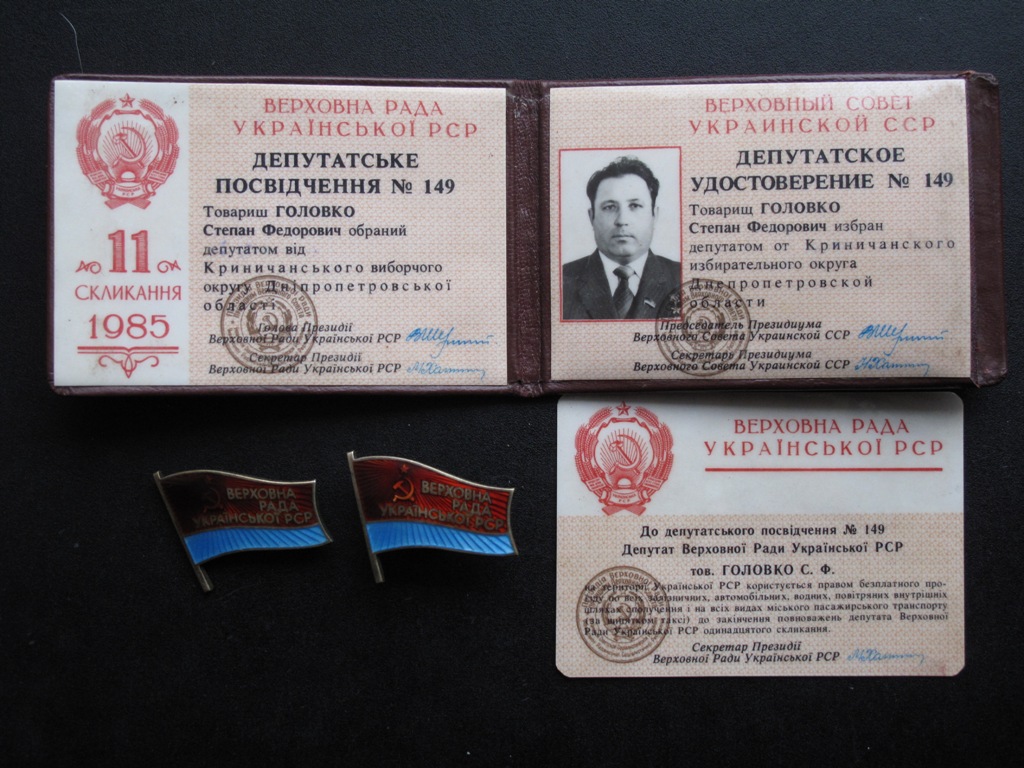 ВЕРХОВНА РАДА
УКРАЇНСЬКОЇ РСР
ДЕПУТАТСЬКЕ
ПОСВІДЧЕННЯ № 149
Товариш ГОЛОВКО
Степан Федорович обраний
депутатом від
Криничанського виборчого
округу Дніпропетровської
області.
11
СКЛИКАННЯ
1985
Голова Президії
Верховної Ради Української РСР
Секретар Президії
Верховної Ради Української РСР
ВЕРХОВНЫЙ СОВЕТ
УКРАИНСКОЙ ССР
ДЕПУТАТСКОЕ
УДОСТОВЕРЕНИЕ № 149
Товарищ ГОЛОВКО
Степан Федорович избран
депутатом от Криничанского
избирательного округа
Днепропетровской
области
Председатель Президиума
Верховного Совета Украинской ССР
Секретарь Президиума
Верховного Совета Украинской ССР
ВЕРХОВНА
РАДА
УКРАЇНСЬКОЇ РСР
ВЕРХОВНА
РАДА
УКРАЇНСЬКОЇ РСР
ВЕРХОВНА РАДА
УКРАЇНСЬКОЇ РСР
До депутатського посвідчення № 149
Депутат Верховної Ради Української РСР
тов. ГОЛОВКО С. Ф.
на території Української РСР користується правом безплатного про-
їзду по всіх залізничних, автомобільних, водних, повітряних внутрішніх
шляхах сполучення і на всіх видах міського пасажирського транспорту
(за винятком таксі) до закінчення повноважень депутата Верховної
Ради Української РСР одинадцятого скликання.
Секретар Президії
Верховної Ради Української РСР